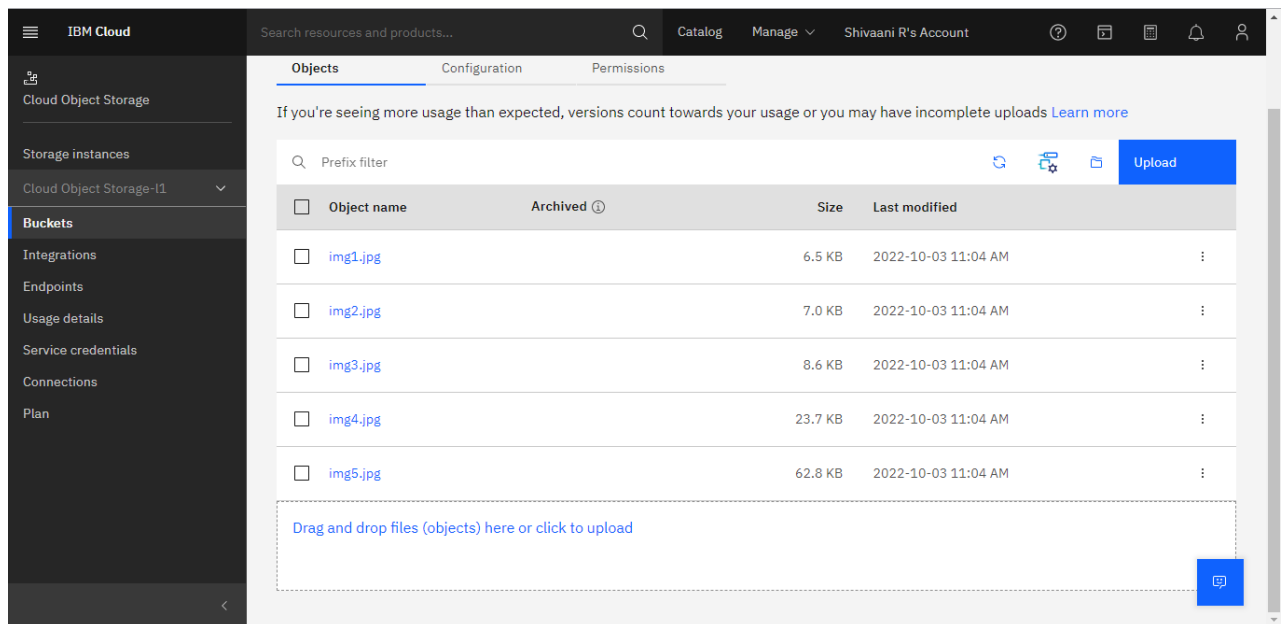 IBM Cloud
Search resources and products...
Catalog
Manage
Shivaani R's Account
Cloud Object Storage
Storage instances
Cloud Object Storage-l1
Buckets
Integrations
Endpoints
Usage details
Service credentials
Connections
Plan
Objects Configuration Permissions
If you're seeing more usage than expected, versions count towards your usage or you may have incomplete uploads Learn more
Prefix filter
Upload
Object name Archived Size Last modified
img1.jpg 6.5 KB 2022-10-03 11:04 AM
img2.jpg 7.0 KB 2022-10-03 11:04 AM
img3.jpg 8.6 KB 2022-10-03 11:04 AM
img4.jpg 23.7 KB 2022-10-03 11:04 AM
img5.jpg 62.8 KB 2022-10-03 11:04 AM
Drag and drop files (objects) here or click to upload